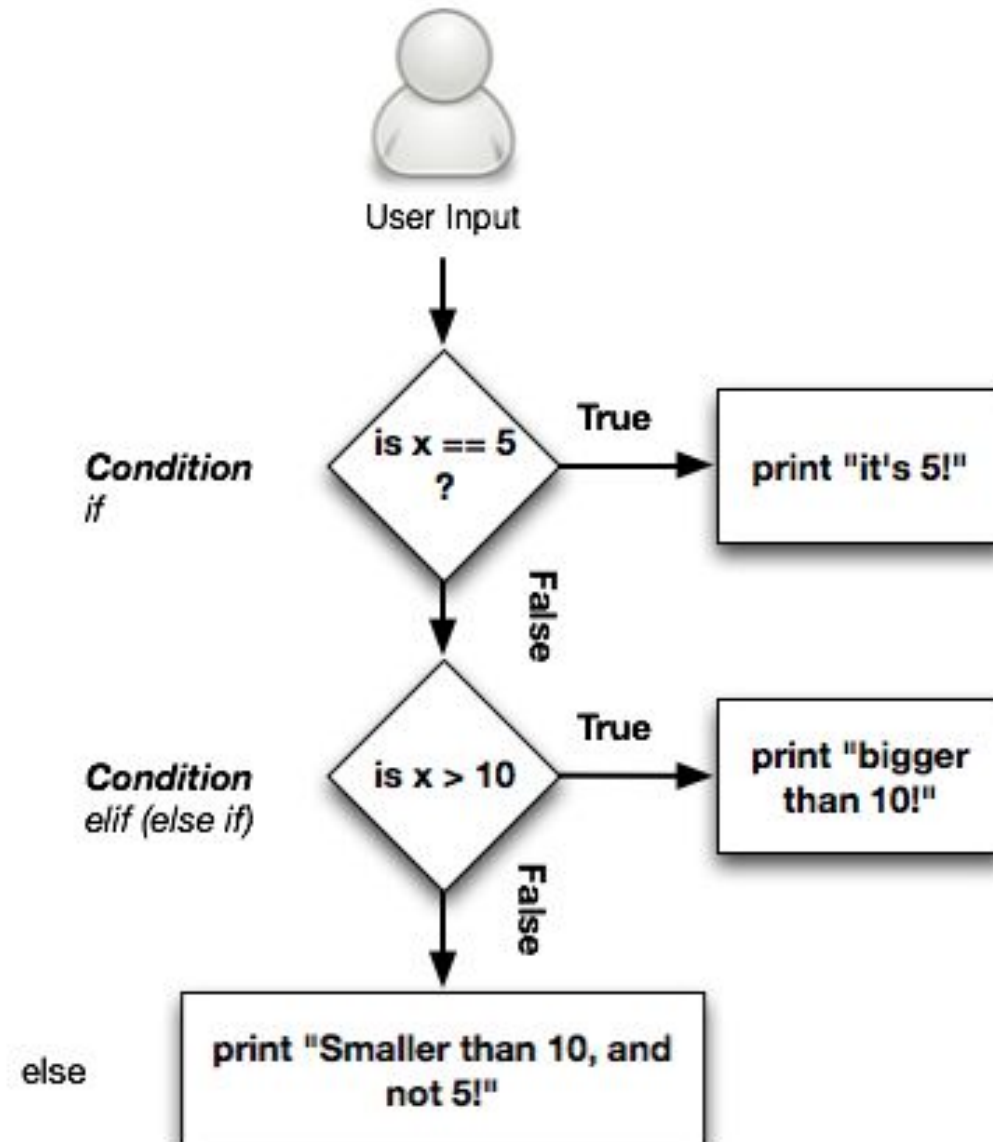 User Input
is x == 5
?
True
print "it's 5!"
Condition
if
False
is x > 10
True
print "bigger
than 10!"
Condition
elif (else if)
False
else
print "Smaller than 10, and
not 5!"